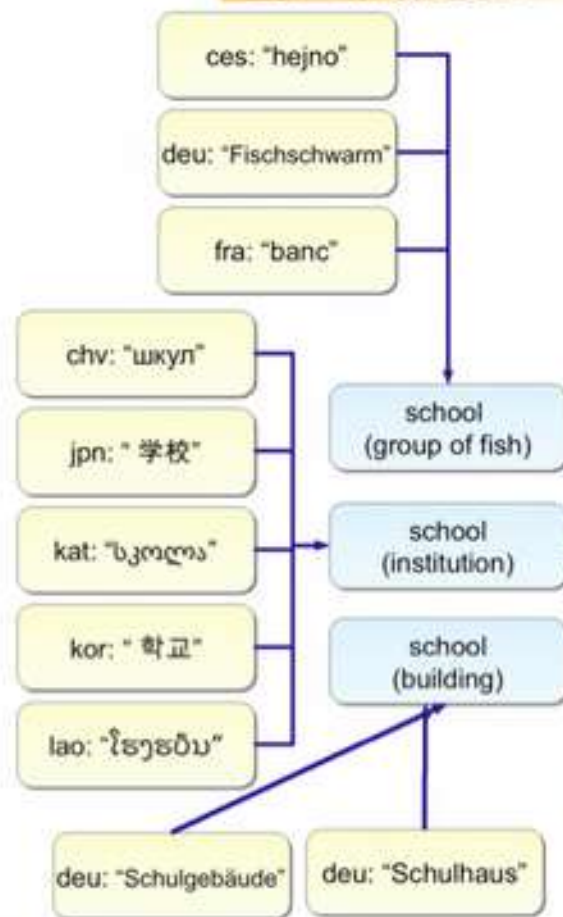 ces: "hejno"
deu: "Fischschwarm"
fra: "banc"
chv: "шкул"
jpn: " 学校"
kat: "სკოლა"
kor: " 학교"
lao: "ໂຮງຮຽນ"
school
(group of fish)
school
(institution)
school
(building)
deu: "Schulgebäude"
deu: "Schulhaus"